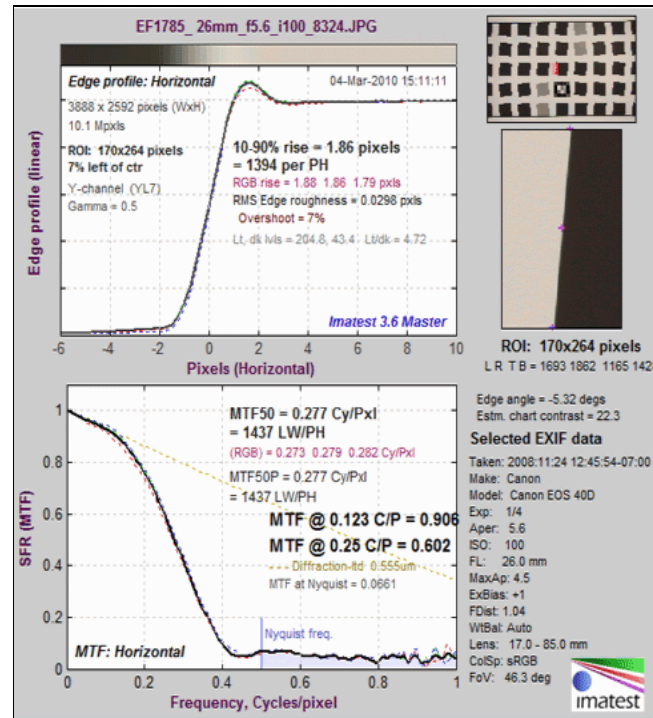 EF1785_ 26mm_f5.6_i100_8324.JPG
Edge profile: Horizontal
04-Mar-2010 15:11:11
3888 x 2592 pixels (WxH)
10.1 Mpxls
ROI: 170x264 pixels
7% left of ctr
Y-channel (YL7)
Gamma = 0.5
10-90% rise = 1.86 pixels
= 1394 per PH
RGB rise = 1.88 1.86 1.79 pxls
RMS Edge roughness = 0.0298 pxls
Overshoot = 7%
Lt, dk lvls = 204.8, 43.4 Lt/dk = 4.72
Imatest 3.6 Master
Edge profile (linear)
-6 -4 -2 0 2 4 6 8 10
Pixels (Horizontal)
ROI: 170x264 pixels
L R T B = 1693 1862 1165 142
Edge angle = -5.32 degs
Estm. chart contrast = 22.3
MTF50 = 0.277 Cy/Pxl
= 1437 LW/PH
(RGB) = 0.273 0.279 0.282 Cy/Pxl
MTF50P = 0.277 Cy/Pxl
= 1437 LW/PH
MTF @ 0.123 C/P = 0.906
MTF @ 0.25 C/P = 0.602
Diffraction-ltd 0.555um
MTF at Nyquist = 0.0661
Nyquist freq.
MTF: Horizontal
SFR (MTF)
1
0.8
0.6
0.4
0.2
0
0 0.2 0.4 0.6 0.8 1
Frequency, Cycles/pixel
Selected EXIF data
Taken: 2008:11:24 12:45:54-07:00
Make: Canon
Model: Canon EOS 40D
Exp: 1/4
Aper: 5.6
ISO: 100
FL: 26.0 mm
MaxAp: 4.5
ExBias: +1
FDist: 1.04
WtBal: Auto
Lens: 17.0 - 85.0 mm
ColSp: sRGB
FoV: 46.3 deg
imatest